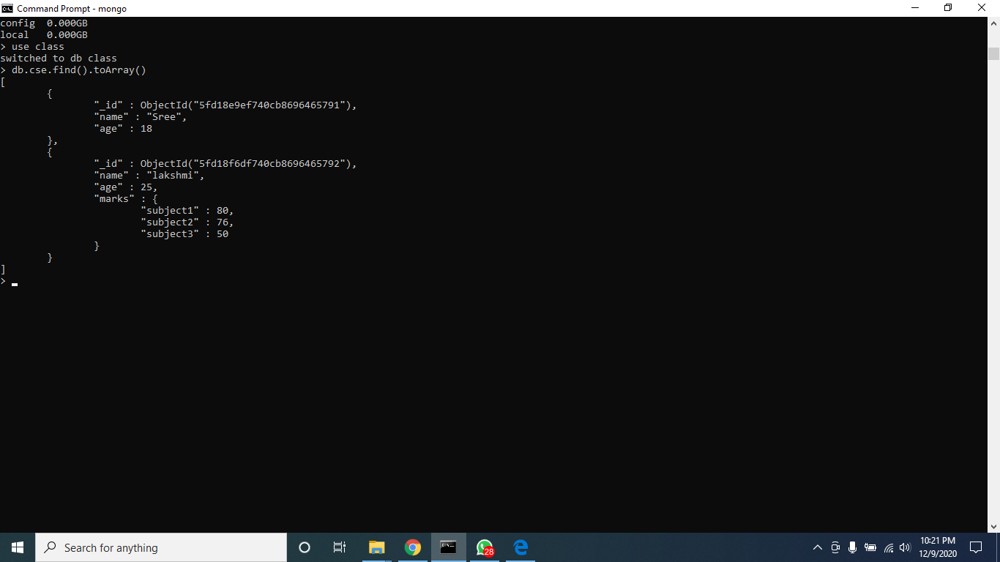 Command Prompt - mongo
config  0.000GB
local   0.000GB
> use class
switched to db class
> db.cse.find().toArray()
[
        {
                "_id" : ObjectId("5fd18e9ef740cb8696465791"),
                "name" : "Sree",
                "age" : 18
        },
        {
                "_id" : ObjectId("5fd18f6df740cb8696465792"),
                "name" : "lakshmi",
                "age" : 25,
                "marks" : {
                        "subject1" : 80,
                        "subject2" : 76,
                        "subject3" : 50
                }
        }
]
>
Search for anything
28
10:21 PM
12/9/2020